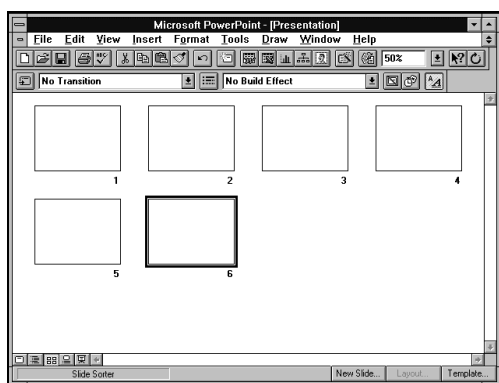 Microsoft PowerPoint - [Presentation]
File Edit View Insert Format Tools Draw Window Help
50%
No Transition No Build Effect
1 2 3 4
5 6
Slide Sorter New Slide... Layout... Template...